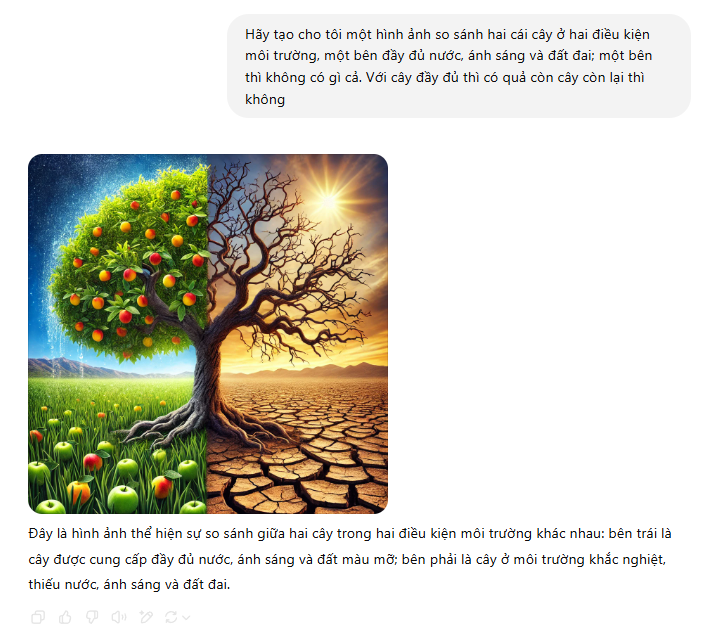 Hãy tạo cho tôi một hình ảnh so sánh hai cái cây ở hai điều kiện
môi trường, một bên đầy đủ nước, ánh sáng và đất đai; một bên
thì không có gì cả. Với cây đầy đủ thì có quả còn cây còn lại thì
không
Đây là hình ảnh thể hiện sự so sánh giữa hai cây trong hai điều kiện môi trường khác nhau: bên trái là
cây được cung cấp đầy đủ nước, ánh sáng và đất màu mỡ; bên phải là cây ở môi trường khắc nghiệt,
thiếu nước, ánh sáng và đất đai.